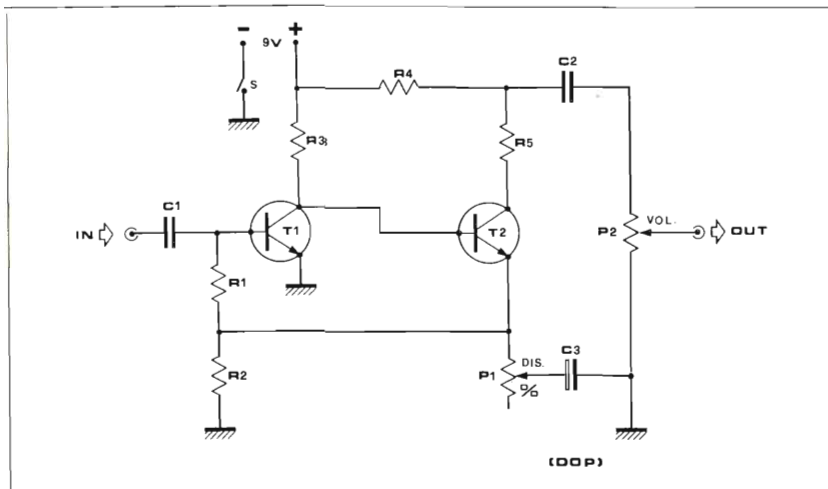 - +
9V
S
R4
C2
R3
R5
C1
IN
T1
T2
P2
VOL.
OUT
R1
C3
R2
P1
DIS.
%
(DOP)